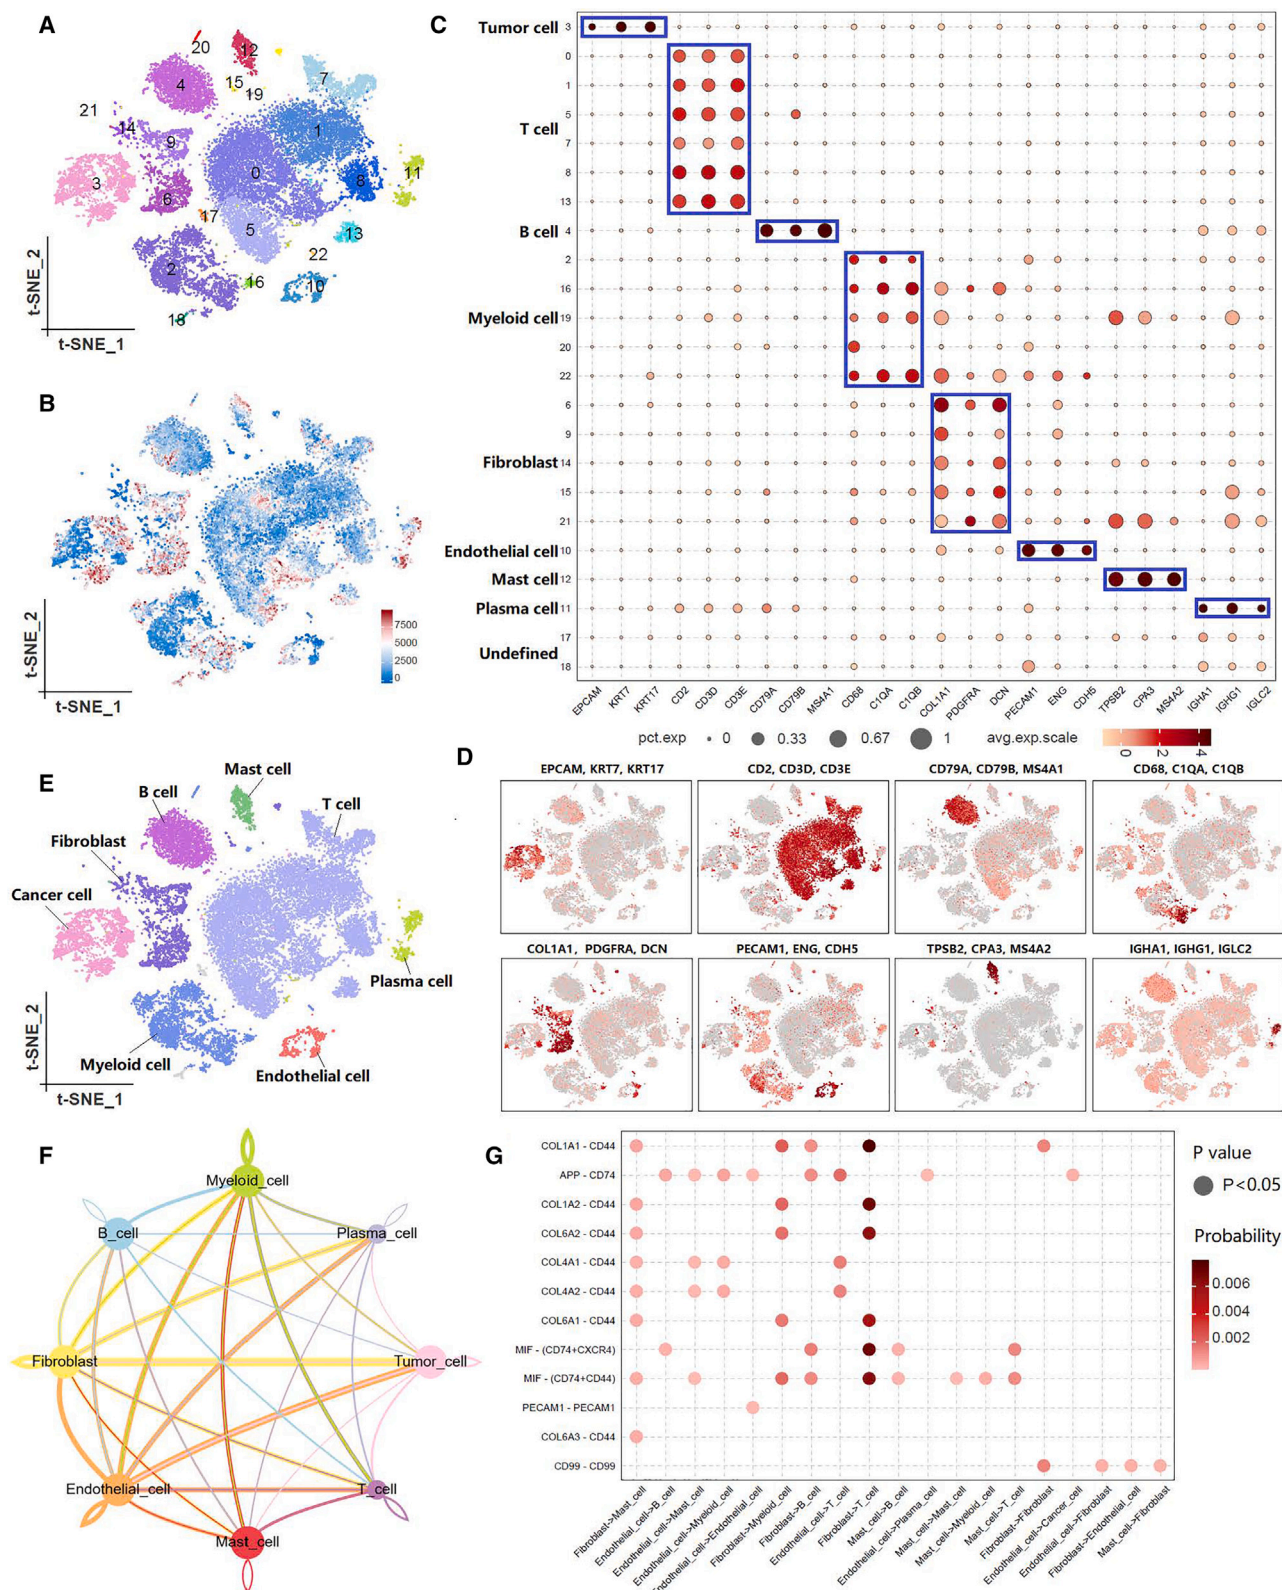 A
20
12
4
15
19
7
21
14
9
1
3
0
8
11
6
17
5
13
2
22
16
10
18
t-SNE_2
t-SNE_1
B
7500
5000
2500
0
t-SNE_2
t-SNE_1
C
Tumor cell 3
0
1
5
T cell
7
8
13
B cell 4
2
16
Myeloid cell 19
20
22
6
9
Fibroblast 14
15
21
Endothelial cell 10
Mast cell 12
Plasma cell 11
17
Undefined
18
EPCAM
KRT7
KRT17
CD2
CD3D
CD3E
CD79A
CD79B
MS4A1
CD68
C1QA
C1QB
COL1A1
PDGFRA
DCN
PECAM1
ENG
CDH5
TPSB2
CPA3
MS4A2
IGHA1
IGHG1
IGLC2
pct.exp 0 0.33 0.67 1 avg.exp.scale 0 2 4
D
EPCAM, KRT7, KRT17
CD2, CD3D, CD3E
CD79A, CD79B, MS4A1
CD68, C1QA, C1QB
COL1A1, PDGFRA, DCN
PECAM1, ENG, CDH5
TPSB2, CPA3, MS4A2
IGHA1, IGHG1, IGLC2
E
Mast cell
B cell
T cell
Fibroblast
Cancer cell
Plasma cell
Myeloid cell
Endothelial cell
t-SNE_2
t-SNE_1
F
Myeloid_cell
B_cell
Plasma_cell
Fibroblast
Tumor_cell
Endothelial_cell
T_cell
Mast_cell
G
COL1A1 - CD44
APP - CD74
COL1A2 - CD44
COL6A2 - CD44
COL4A1 - CD44
COL4A2 - CD44
COL6A1 - CD44
MIF - (CD74+CXCR4)
MIF - (CD74+CD44)
PECAM1 - PECAM1
COL6A3 - CD44
CD99 - CD99
Fibroblast->Mast_cell
Endothelial_cell->B_cell
Endothelial_cell->Mast_cell
Endothelial_cell->Myeloid_cell
Endothelial_cell->Endothelial_cell
Fibroblast->Myeloid_cell
Fibroblast->B_cell
Endothelial_cell->T_cell
Fibroblast->T_cell
Mast_cell->B_cell
Endothelial_cell->Plasma_cell
Mast_cell->Mast_cell
Mast_cell->Myeloid_cell
Mast_cell->T_cell
Fibroblast->Fibroblast
Endothelial_cell->Cancer_cell
Endothelial_cell->Fibroblast
Fibroblast->Endothelial_cell
Mast_cell->Fibroblast
P value
P<0.05
Probability
0.006
0.004
0.002